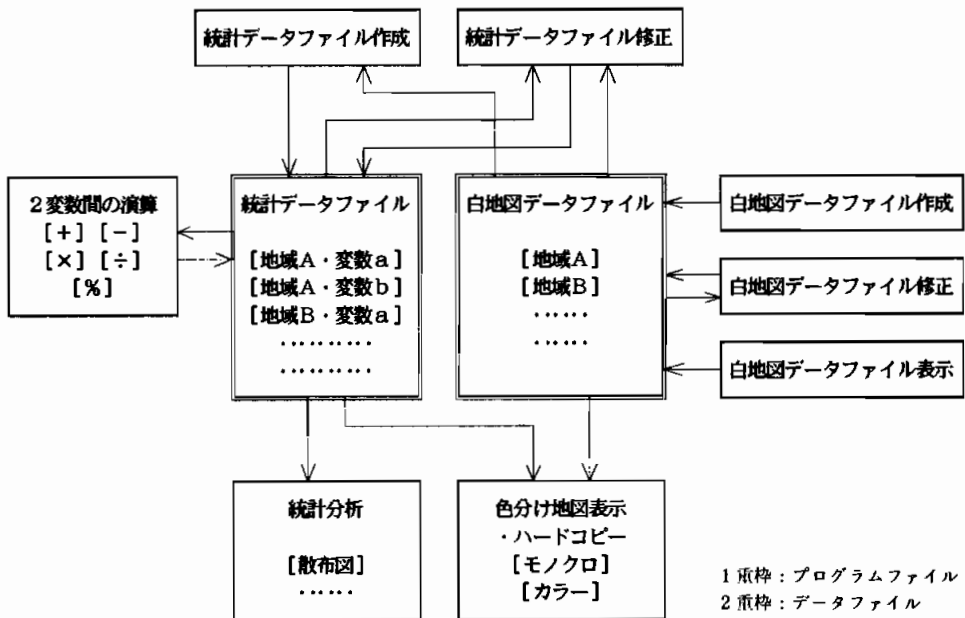 統計データファイル作成
統計データファイル修正
2変数間の演算
[+] [-]
[×] [÷]
[%]
統計データファイル
[地域A・変数a]
[地域A・変数b]
[地域B・変数a]
‥‥‥‥‥
‥‥‥‥‥
白地図データファイル
[地域A]
[地域B]
‥‥‥
‥‥‥
白地図データファイル作成
白地図データファイル修正
白地図データファイル表示
統計分析
[散布図]
‥‥‥
色分け地図表示
・ハードコピー
[モノクロ]
[カラー]
1重枠：プログラムファイル
2重枠：データファイル